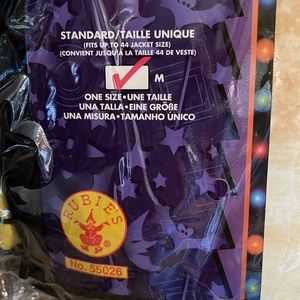 STANDARD/TAILLE UNIQUE
(FITS UP TO 44 JACKET SIZE)
(CONVIENT JUSQU'À LA TAILLE 44 DE VESTE)
M
ONE SIZE•UNE TAILLE
UNA TALLA•EINE GRÖßE
UNA MISURA•TAMANHO ÚNICO
RUBIE'S
®
No. 55026